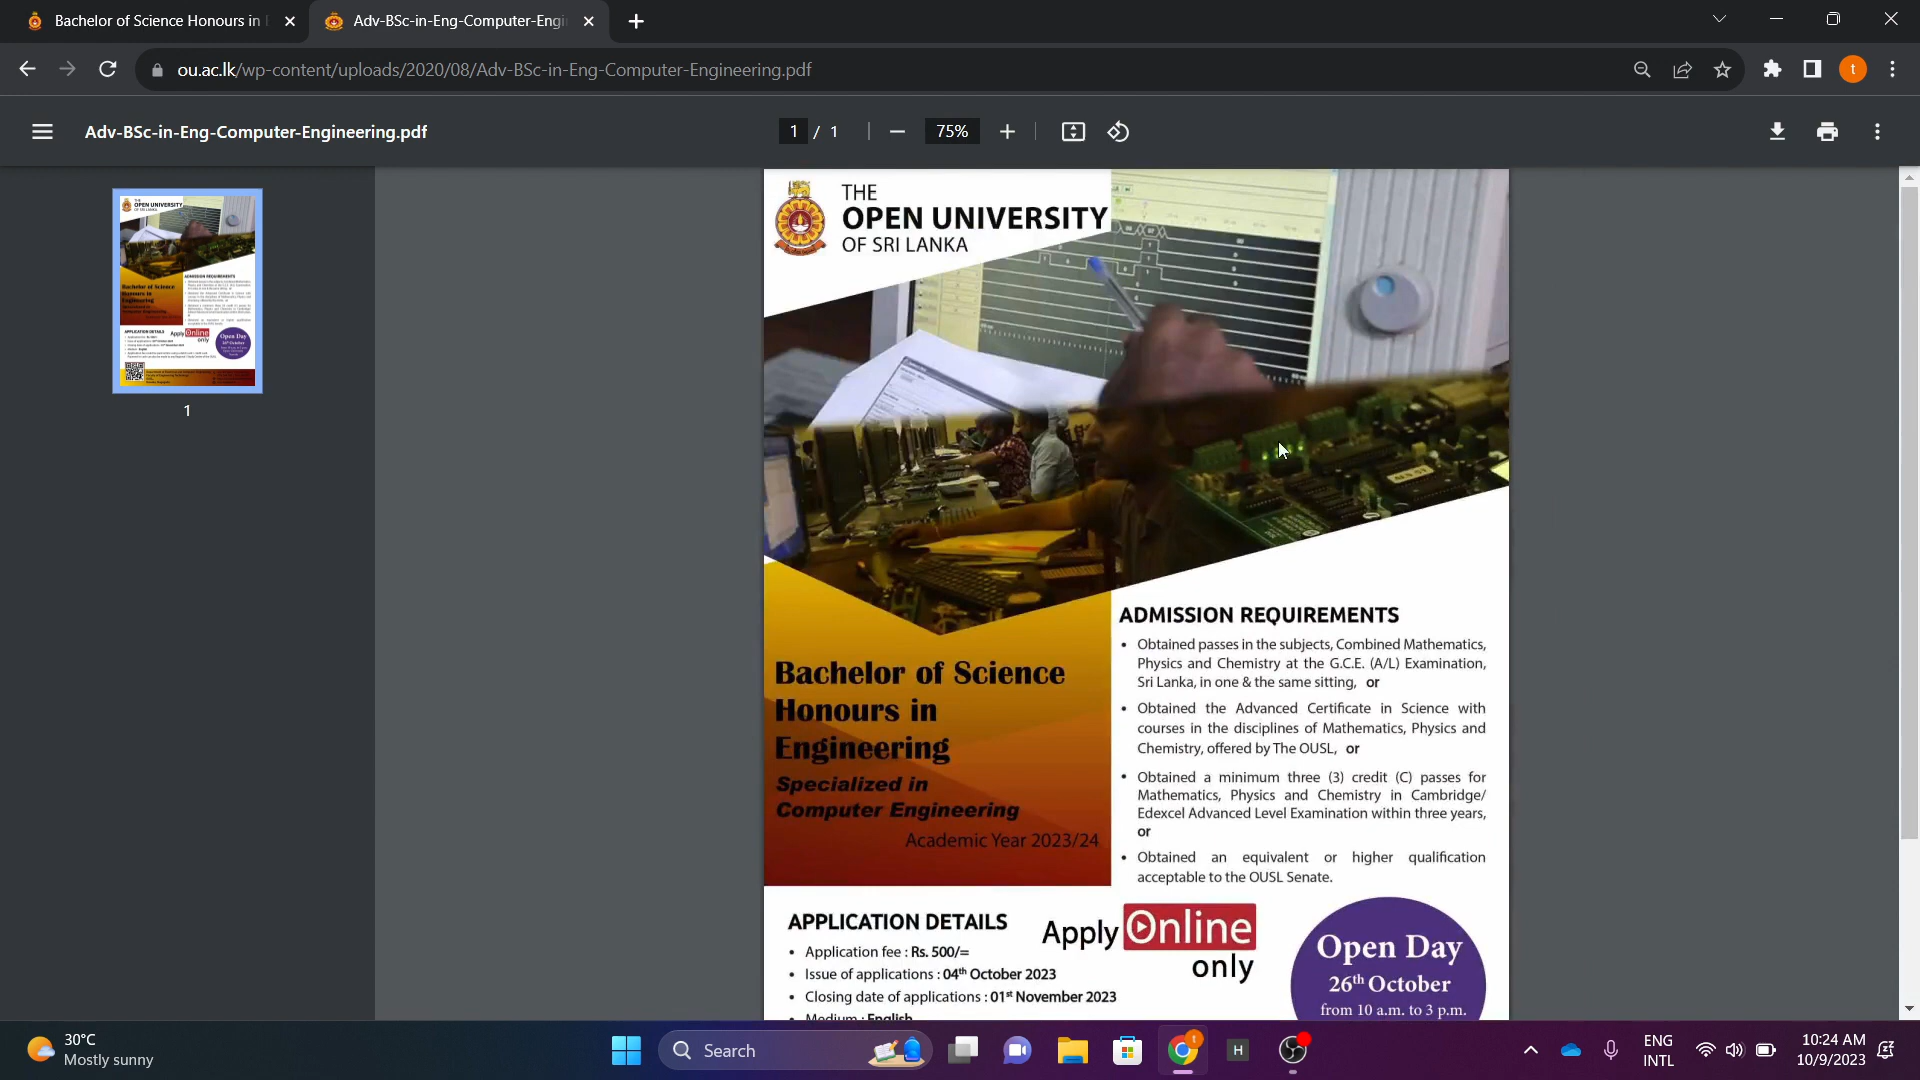 Bachelor of Science Honours in
Adv-BSc-in-Eng-Computer-Engi
ou.ac.lk/wp-content/uploads/2020/08/Adv-BSc-in-Eng-Computer-Engineering.pdf
t
Adv-BSc-in-Eng-Computer-Engineering.pdf
1 / 1
75%
THE
OPEN UNIVERSITY
OF SRI LANKA
Bachelor of Science
Honours in
Engineering
Specialized in
Computer Engineering
Academic Year 2023/24
ADMISSION REQUIREMENTS
• Obtained passes in the subjects, Combined Mathematics,
Physics and Chemistry at the G.C.E. (A/L) Examination,
Sri Lanka, in one & the same sitting, or
• Obtained the Advanced Certificate in Science with
courses in the disciplines of Mathematics, Physics and
Chemistry, offered by The OUSL, or
• Obtained a minimum three (3) credit (C) passes for
Mathematics, Physics and Chemistry in Cambridge/
Edexcel Advanced Level Examination within three years,
or
• Obtained an equivalent or higher qualification
acceptable to the OUSL Senate.
APPLICATION DETAILS
• Application fee : Rs. 500/=
• Issue of applications : 04th October 2023
• Closing date of applications : 01st November 2023
• Medium : English
Apply Online
only
Open Day
26th October
from 10 a.m. to 3 p.m.
1
30°C
Mostly sunny
Search
t
H
ENG
INTL
10:24 AM
10/9/2023